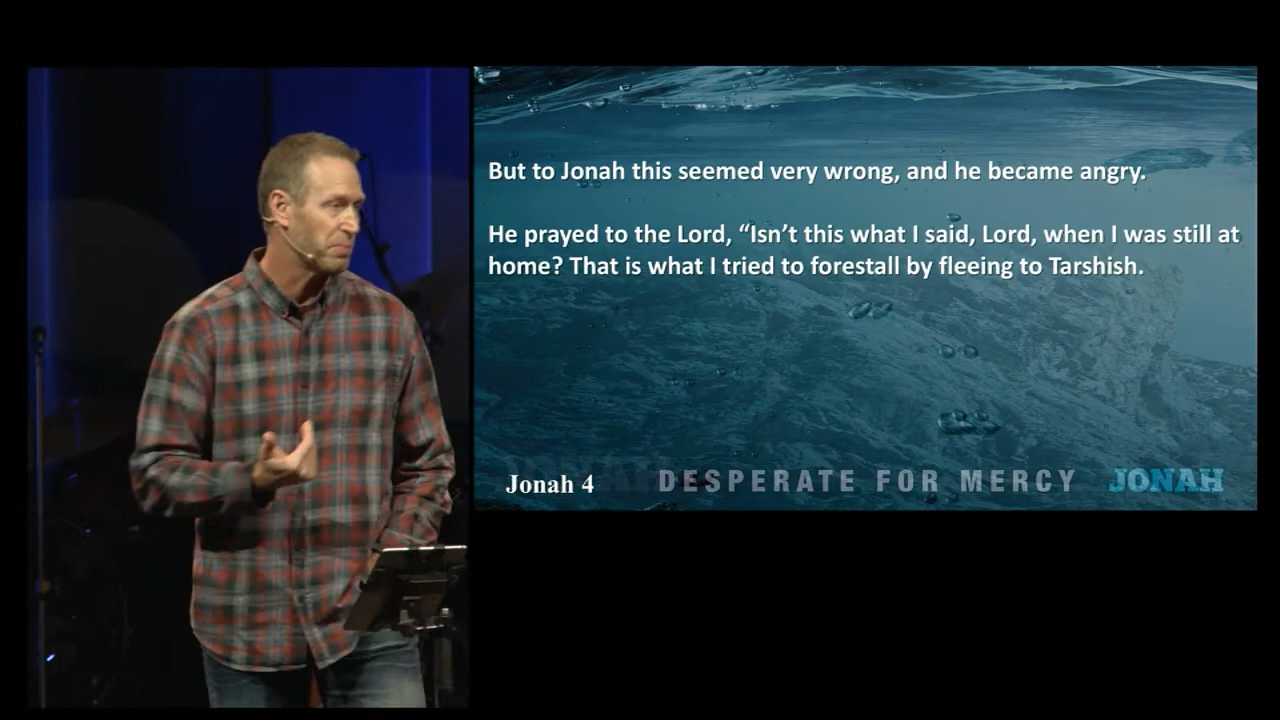 But to Jonah this seemed very wrong, and he became angry.
He prayed to the Lord, “Isn’t this what I said, Lord, when I was still at
home? That is what I tried to forestall by fleeing to Tarshish.
Jonah 4 DESPERATE FOR MERCY JONAH